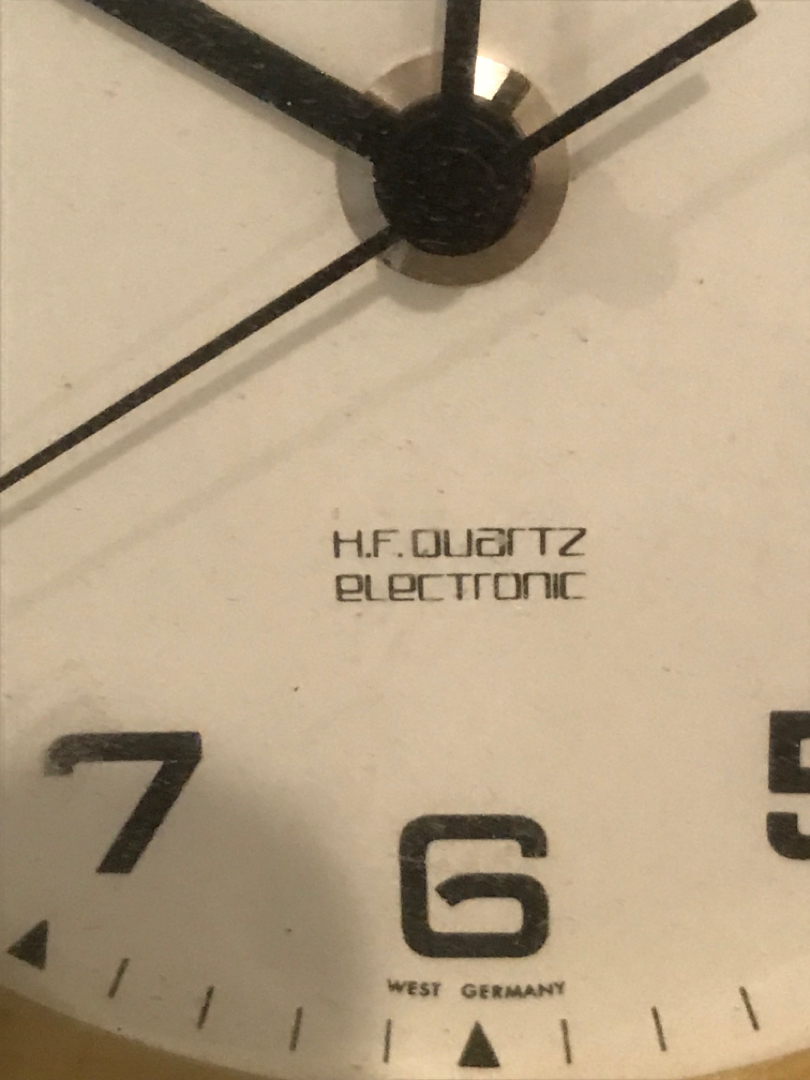 H.F. Quartz
electronic
7 6 5
WEST GERMANY